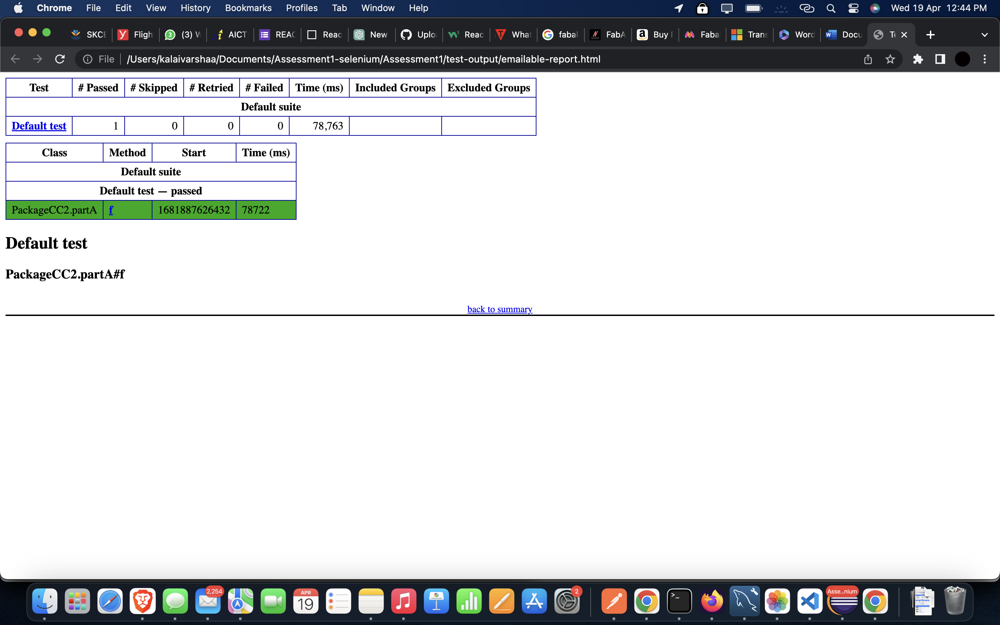 Chrome File Edit View History Bookmarks Profiles Tab Window Help Wed 19 Apr 12:44 PM
SKCE Fligh 3 (3) W AICT REAC Reac New Uplo Reac What fabal FabA Buy Faba Trans Word Docu Te
File /Users/kalaivarshaa/Documents/Assessment1-selenium/Assessment1/test-output/emailable-report.html
Test # Passed # Skipped # Retried # Failed Time (ms) Included Groups Excluded Groups
Default suite
Default test 1 0 0 0 78,763
Class Method Start Time (ms)
Default suite
Default test — passed
PackageCC2.partA f 1681887626432 78722
Default test
PackageCC2.partA#f
back to summary
2,254 APR 2 Asse...nium
19